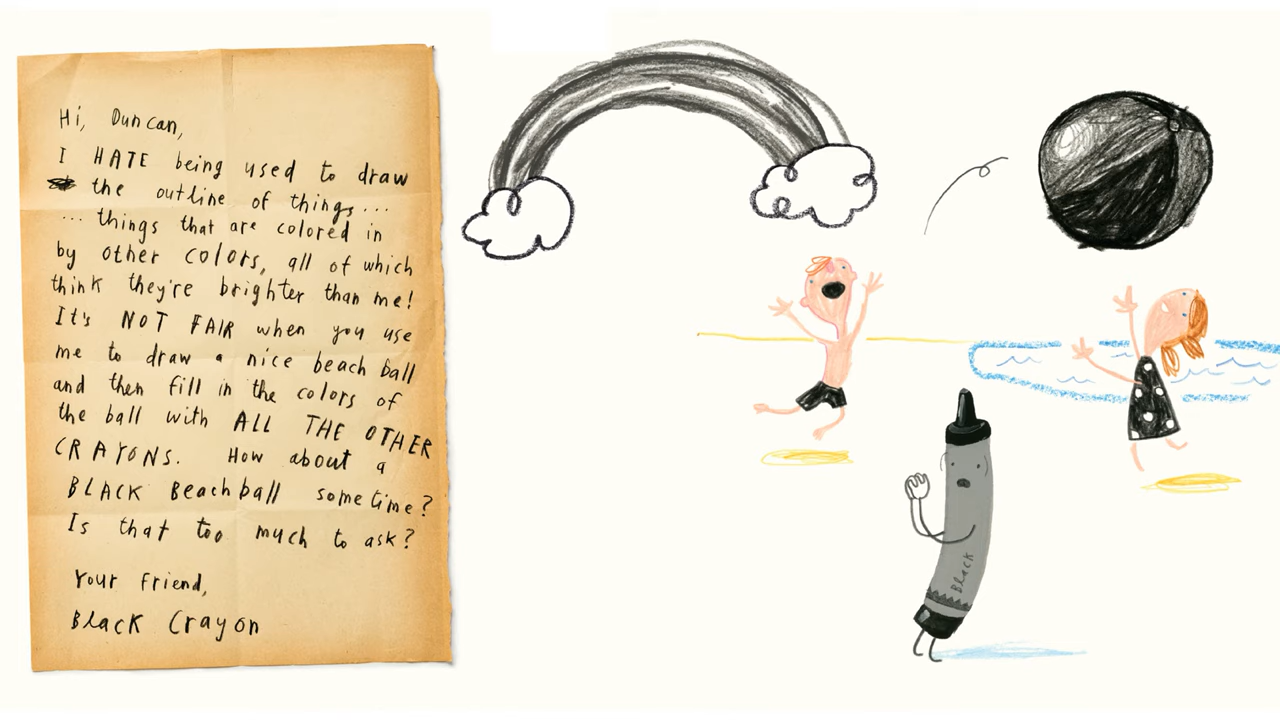 Hi, Duncan,
I HATE being used to draw
the outline of things...
... things that are colored in
by other colors, all of which
think they're brighter than me!
It's NOT FAIR when you use
me to draw a nice beach ball
and then fill in the colors of
the ball with ALL THE OTHER
CRAYONS. How about a
BLACK Beachball sometime?
Is that too much to ask?
Your friend,
Black Crayon
Black